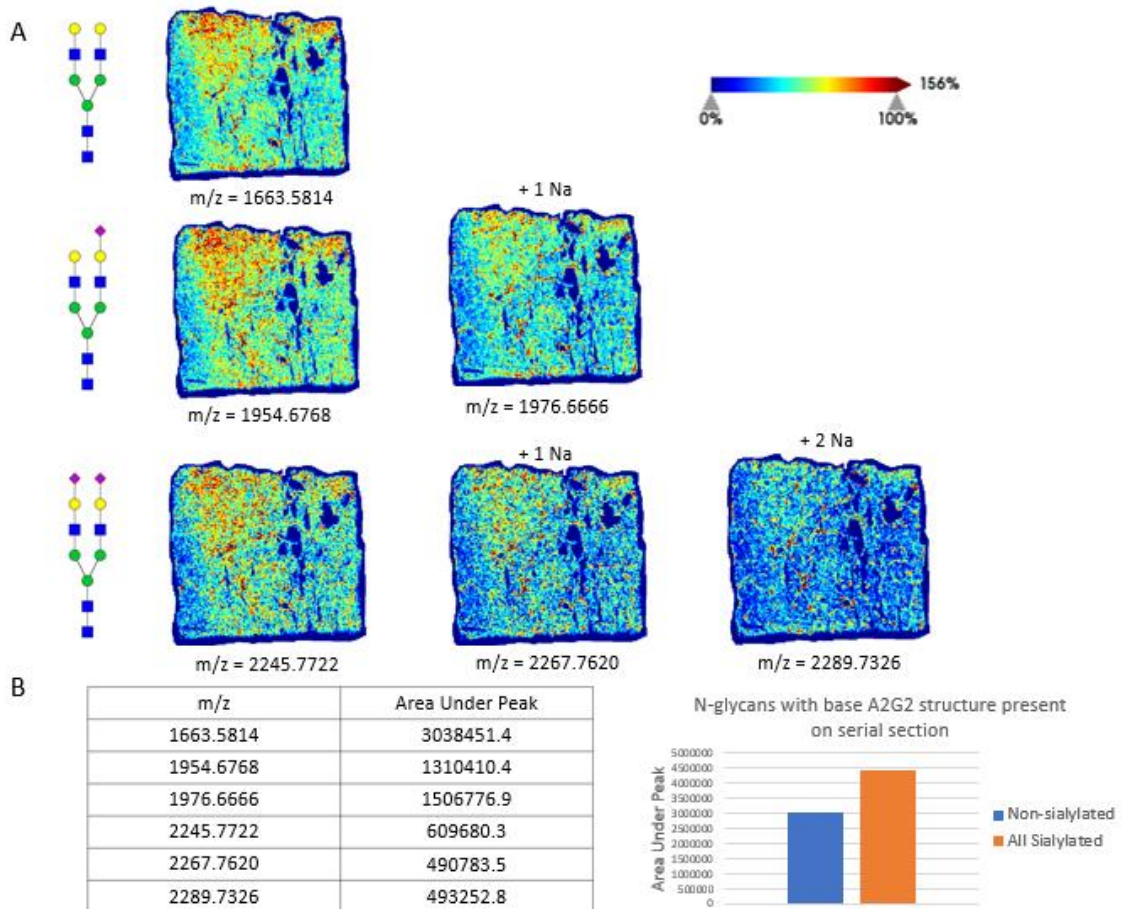 A
156%
0%
100%
m/z = 1663.5814
+ 1 Na
m/z = 1954.6768
m/z = 1976.6666
+ 1 Na
+ 2 Na
m/z = 2245.7722
m/z = 2267.7620
m/z = 2289.7326
B
m/z Area Under Peak
1663.5814 3038451.4
1954.6768 1310410.4
1976.6666 1506776.9
2245.7722 609680.3
2267.7620 490783.5
2289.7326 493252.8
N-glycans with base A2G2 structure present
on serial section
Area Under Peak
5000000
4500000
4000000
3500000
3000000
2500000
2000000
1500000
1000000
500000
0
Non-sialylated
All Sialylated